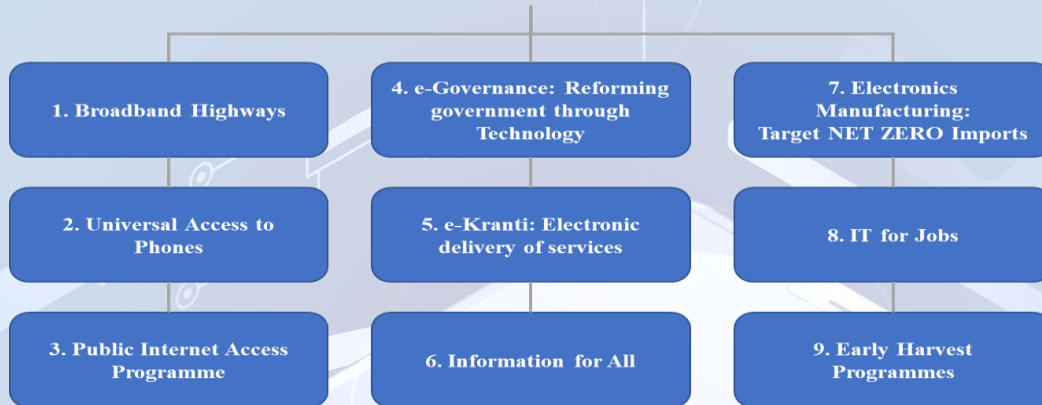 1. Broadband Highways
2. Universal Access to
Phones
3. Public Internet Access
Programme
4. e-Governance: Reforming
government through
Technology
5. e-Kranti: Electronic
delivery of services
6. Information for All
7. Electronics
Manufacturing:
Target NET ZERO Imports
8. IT for Jobs
9. Early Harvest
Programmes